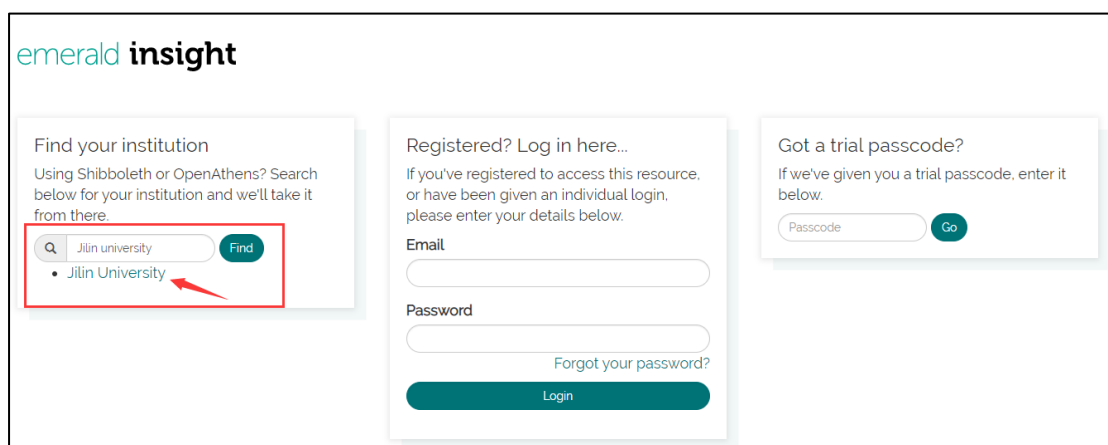 emerald insight
Find your institution
Using Shibboleth or OpenAthens? Search
below for your institution and we'll take it
from there.
Jilin university
Find
Jilin University
Registered? Log in here...
If you've registered to access this resource,
or have been given an individual login,
please enter your details below.
Email
Password
Forgot your password?
Login
Got a trial passcode?
If we've given you a trial passcode, enter it
below.
Passcode
Go